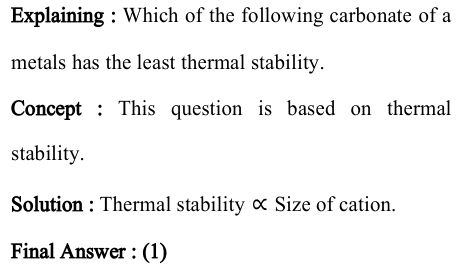 Explaining : Which of the following carbonate of a
metals has the least thermal stability.
Concept : This question is based on thermal
stability.
Solution : Thermal stability ∝ Size of cation.
Final Answer : (1)